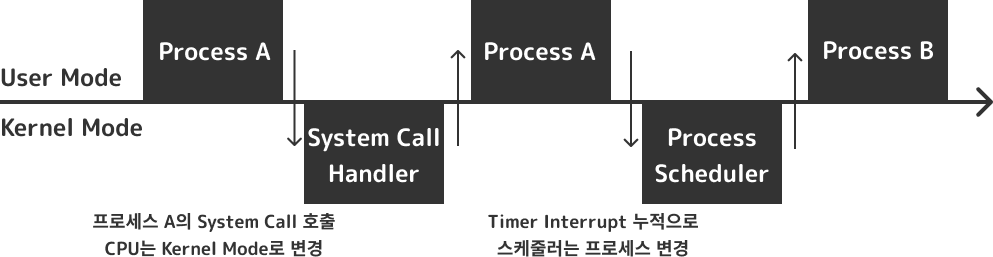 Process A
Process A
Process B
User Mode
Kernel Mode
System Call
Handler
Process
Scheduler
프로세스 A의 System Call 호출
CPU는 Kernel Mode로 변경
Timer Interrupt 누적으로
스케줄러는 프로세스 변경